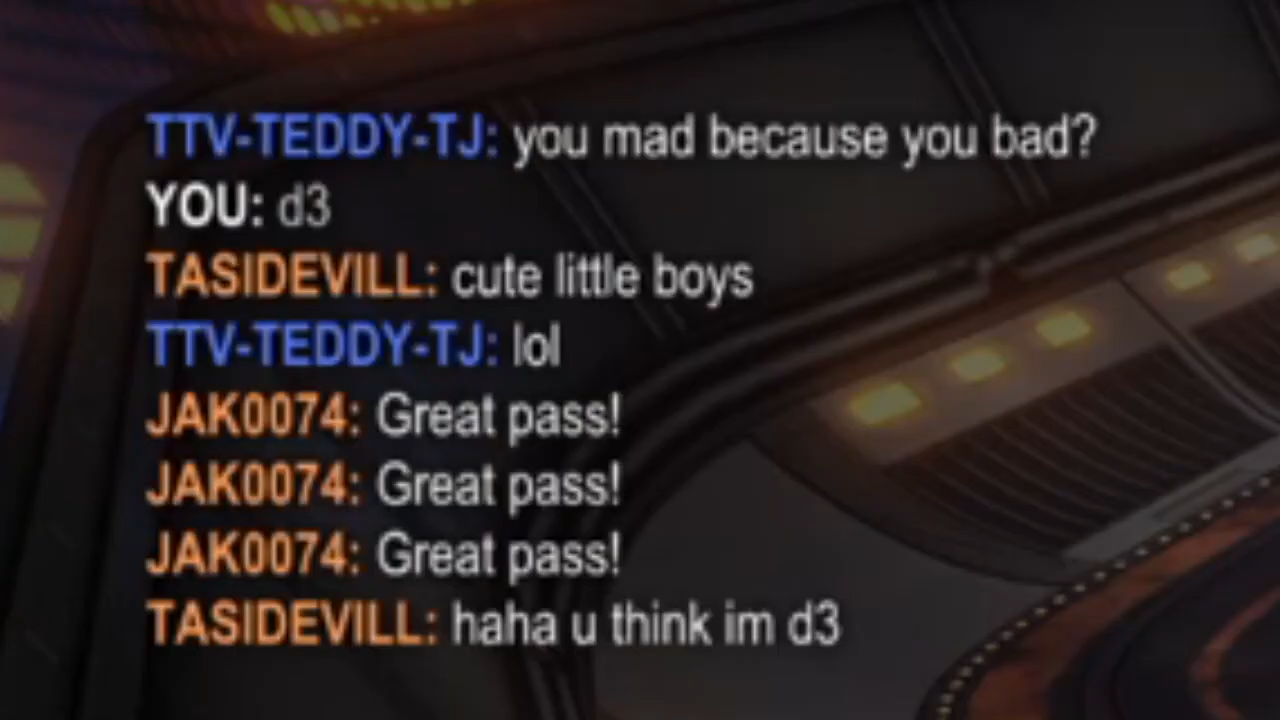 TTV-TEDDY-TJ: you mad because you bad?
YOU: d3
TASIDEVILL: cute little boys
TTV-TEDDY-TJ: lol
JAK0074: Great pass!
JAK0074: Great pass!
JAK0074: Great pass!
TASIDEVILL: haha u think im d3